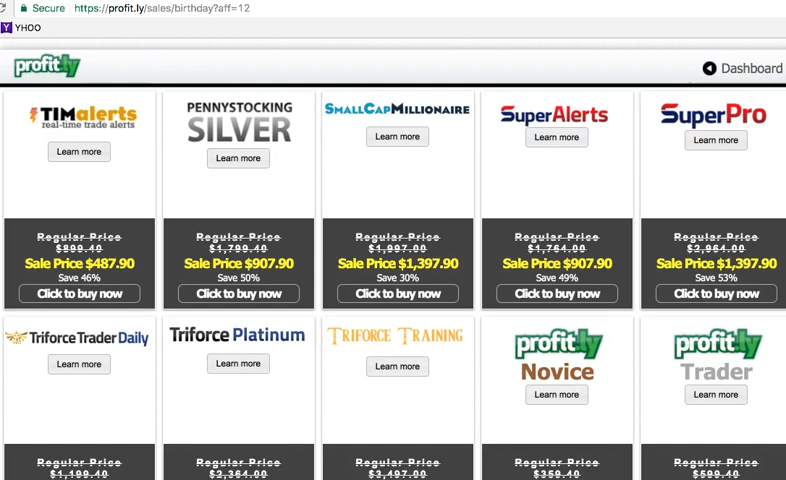 Secure https://profit.ly/sales/birthday?aff=12
YHOO
profit.ly
Dashboard
TIMalerts
real-time trade alerts
Learn more
PENNYSTOCKING
SILVER
Learn more
SMALLCAPMILLIONAIRE
Learn more
SuperAlerts
Learn more
SuperPro
Learn more
Regular Price
$899.40
Sale Price $487.90
Save 46%
Click to buy now
Regular Price
$1,799.40
Sale Price $907.90
Save 50%
Click to buy now
Regular Price
$1,997.00
Sale Price $1,397.90
Save 30%
Click to buy now
Regular Price
$1,764.00
Sale Price $907.90
Save 49%
Click to buy now
Regular Price
$2,964.00
Sale Price $1,397.90
Save 53%
Click to buy now
Triforce Trader Daily
Learn more
Triforce Platinum
Learn more
TRIFORCE TRAINING
Learn more
profit.ly
Novice
Learn more
profit.ly
Trader
Learn more
Regular Price
$1,199.40
Regular Price
$2,364.00
Regular Price
$3,497.00
Regular Price
$359.40
Regular Price
$599.40